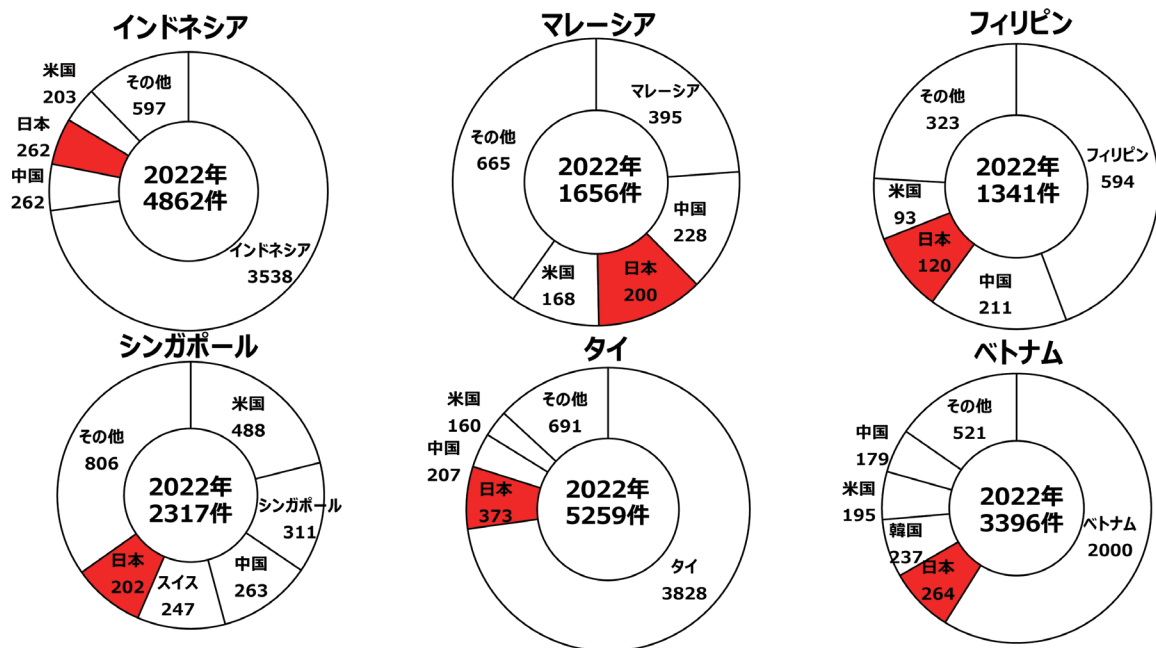 インドネシア
米国
203
その他
597
日本
262
中国
262
2022年
4862件
インドネシア
3538
マレーシア
マレーシア
395
その他
665
2022年
1656件
中国
228
米国
168
日本
200
フィリピン
その他
323
フィリピン
594
2022年
1341件
米国
93
日本
120
中国
211
シンガポール
米国
488
その他
806
2022年
2317件
シンガポール
311
日本
202
スイス
247
中国
263
タイ
米国
160
その他
691
中国
207
日本
373
2022年
5259件
タイ
3828
ベトナム
その他
521
中国
179
米国
195
2022年
3396件
ベトナム
2000
韓国
237
日本
264